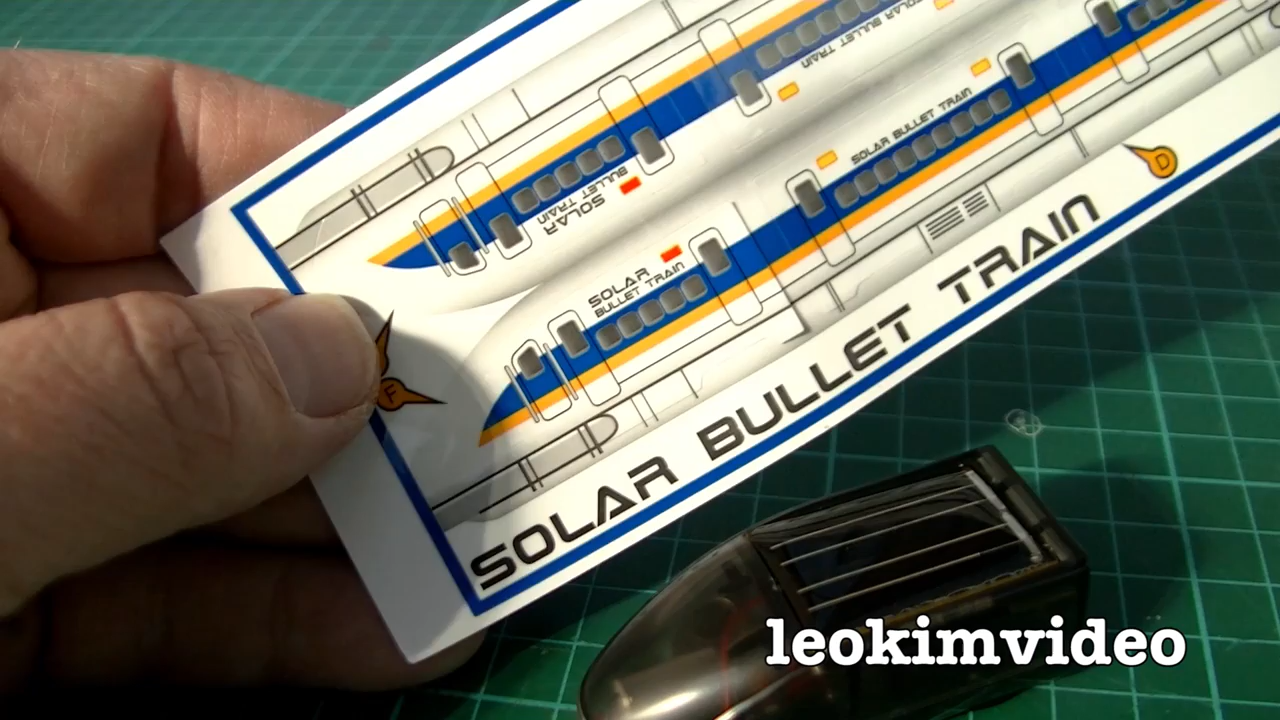 SOLAR BULLET TRAIN
SOLAR
BULLET TRAIN
SOLAR BULLET TRAIN
SOLAR
BULLET TRAIN
SOLAR BULLET TRAIN
D
F
leokimvideo